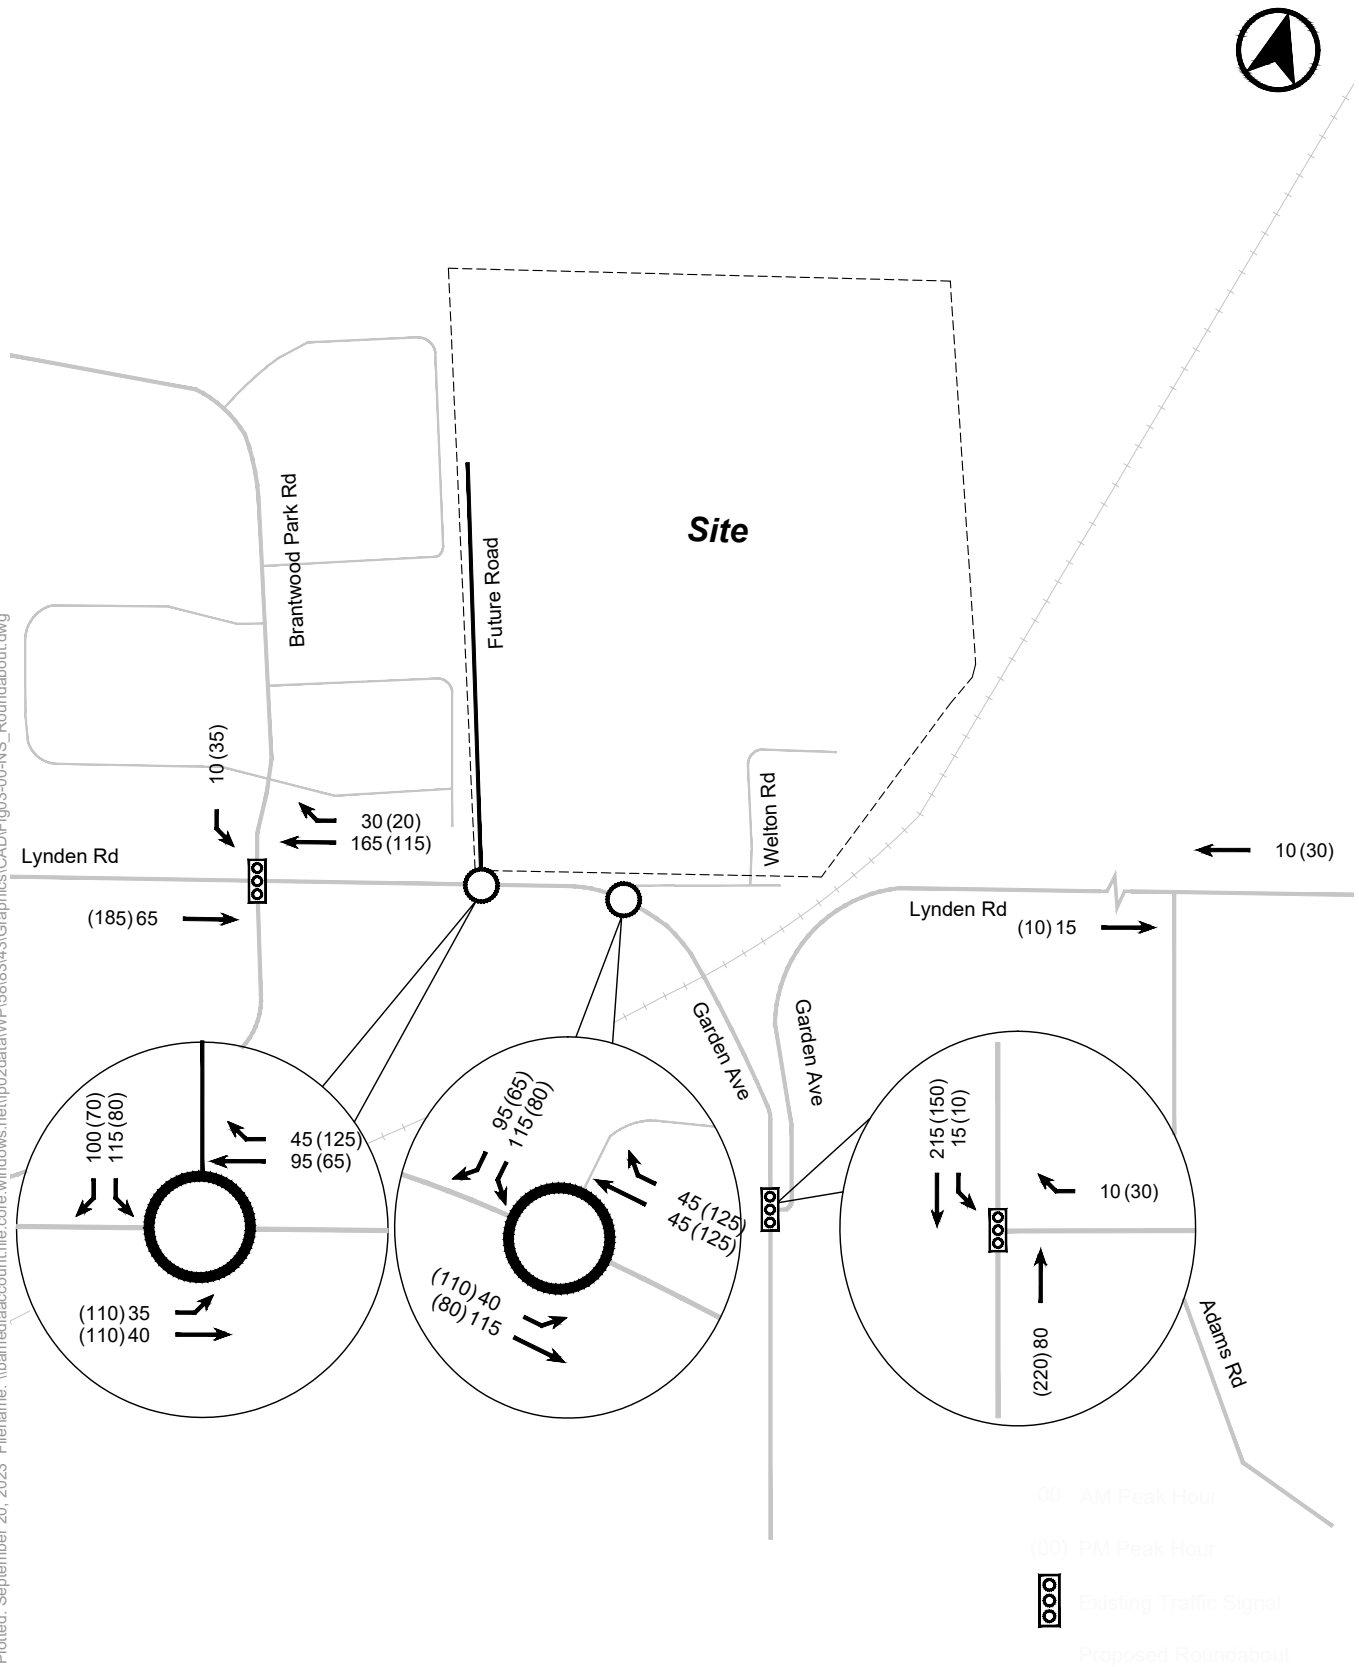 Site
Brantwood Park Rd
Future Road
10 (35)
30 (20)
165 (115)
Lynden Rd
(185) 65
Welton Rd
10 (30)
Lynden Rd
(10) 15
Garden Ave
Garden Ave
100 (70)
115 (80)
45 (125)
95 (65)
(110) 35
(110) 40
95 (65)
115 (80)
45 (125)
45 (125)
(110) 40
(80) 115
215 (150)
15 (10)
10 (30)
(220) 80
Adams Rd
00 AM Peak Hour
(00) PM Peak Hour
Existing Traffic Signal
Proposed Roundabout